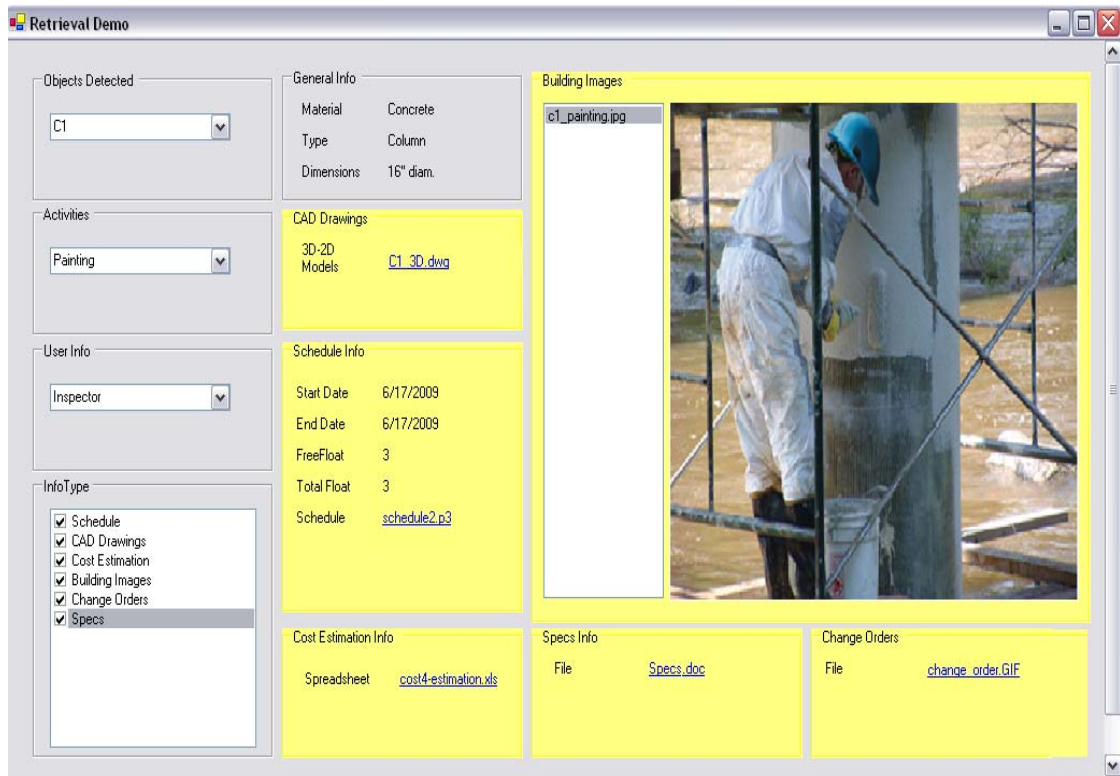 Retrieval Demo
Objects Detected
C1
Activities
Painting
User Info
Inspector
InfoType
Schedule
CAD Drawings
Cost Estimation
Building Images
Change Orders
Specs
General Info
Material Concrete
Type Column
Dimensions 16" diam.
CAD Drawings
3D-2D
Models C1_3D.dwg
Schedule Info
Start Date 6/17/2009
End Date 6/17/2009
FreeFloat 3
Total Float 3
Schedule schedule2.p3
Cost Estimation Info
Spreadsheet cost4-estimation.xls
Building Images
c1_painting.jpg
Specs Info
File Specs.doc
Change Orders
File change_order.GIF